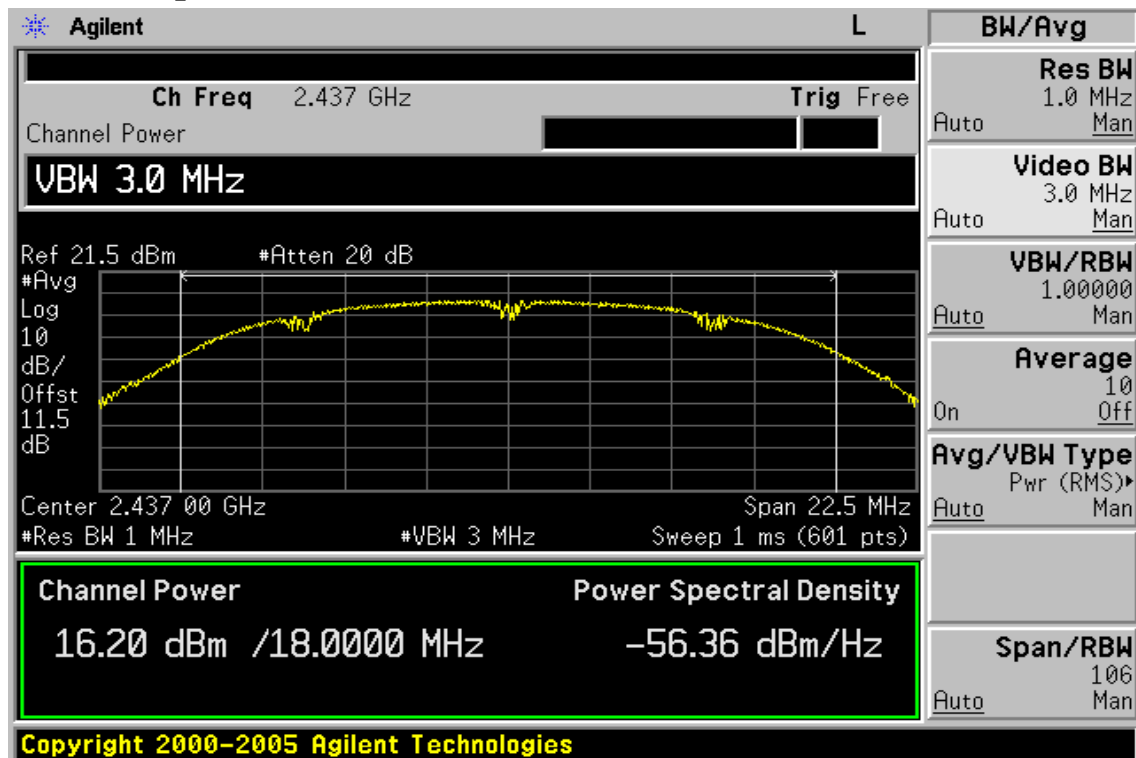 Agilent L
Ch Freq 2.437 GHz Trig Free
Channel Power
VBW 3.0 MHz
Ref 21.5 dBm #Atten 20 dB
#Avg
Log
10
dB/
Offst
11.5
dB
Center 2.437 00 GHz Span 22.5 MHz
#Res BW 1 MHz #VBW 3 MHz Sweep 1 ms (601 pts)
Channel Power Power Spectral Density
16.20 dBm /18.0000 MHz -56.36 dBm/Hz
Copyright 2000-2005 Agilent Technologies
BW/Avg
Res BW
1.0 MHz
Auto Man
Video BW
3.0 MHz
Auto Man
VBW/RBW
1.00000
Auto Man
Average
10
On Off
Avg/VBW Type
Pwr (RMS)▸
Auto Man
Span/RBW
106
Auto Man